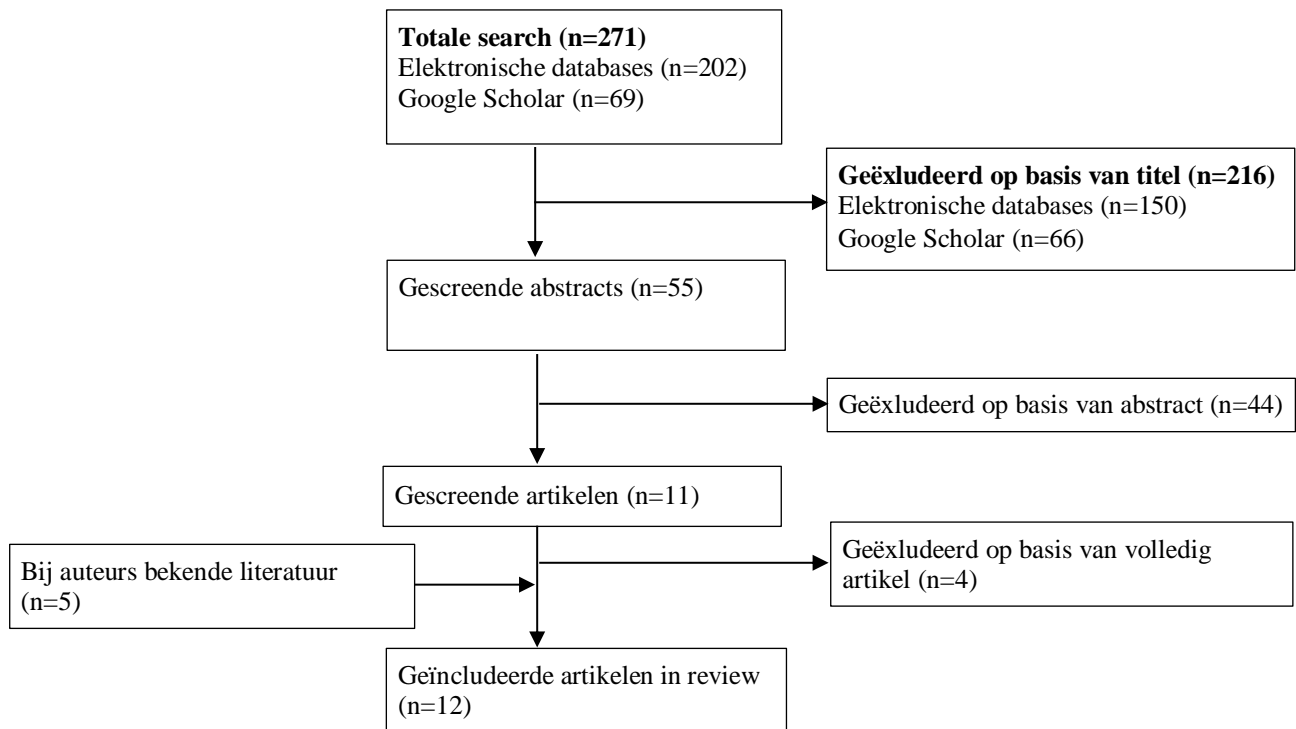 Totale search (n=271)
Elektronische databases (n=202)
Google Scholar (n=69)
Geëxludeerd op basis van titel (n=216)
Elektronische databases (n=150)
Google Scholar (n=66)
Gescreende abstracts (n=55)
Geëxludeerd op basis van abstract (n=44)
Gescreende artikelen (n=11)
Bij auteurs bekende literatuur
(n=5)
Geëxludeerd op basis van volledig
artikel (n=4)
Geïncludeerde artikelen in review
(n=12)